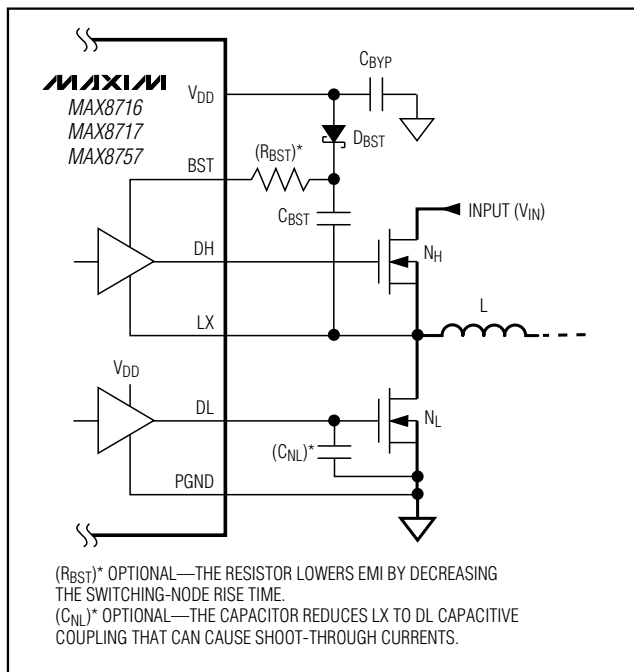 MAXIM
MAX8716
MAX8717
MAX8757
VDD
CBYP
DBST
BST
(RBST)*
CBST
INPUT (VIN)
DH
NH
LX
L
VDD
DL
NL
(CNL)*
PGND
(RBST)* OPTIONAL—THE RESISTOR LOWERS EMI BY DECREASING
THE SWITCHING-NODE RISE TIME.
(CNL)* OPTIONAL—THE CAPACITOR REDUCES LX TO DL CAPACITIVE
COUPLING THAT CAN CAUSE SHOOT-THROUGH CURRENTS.